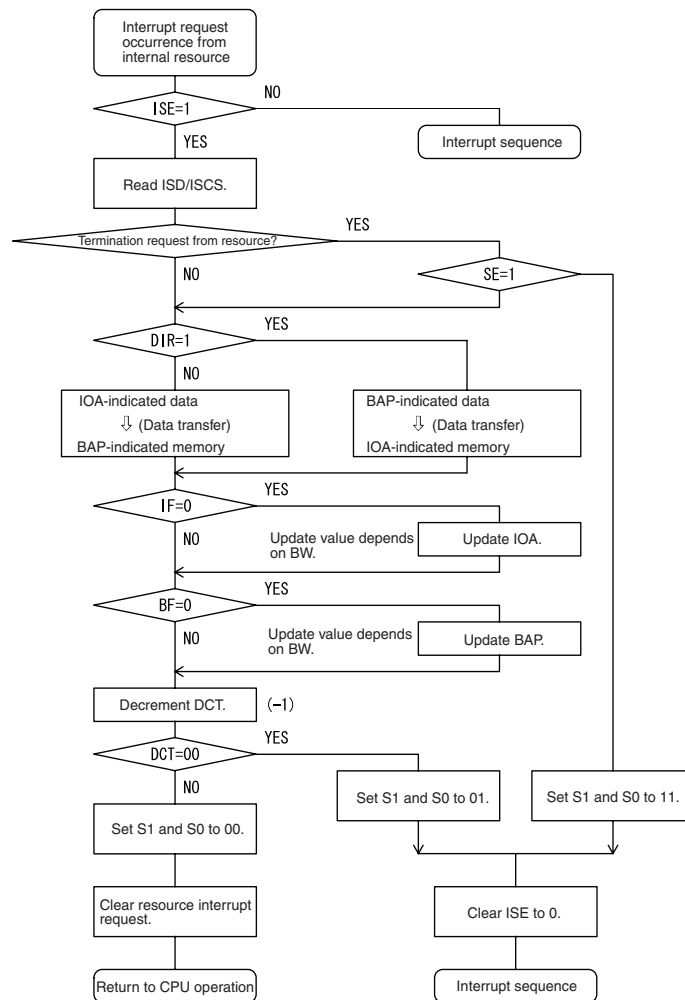 Interrupt request
occurrence from
internal resource
ISE=1
NO
YES
Interrupt sequence
Read ISD/ISCS.
Termination request from resource?
YES
NO
SE=1
DIR=1
YES
NO
IOA-indicated data
⇩ (Data transfer)
BAP-indicated memory
BAP-indicated data
⇩ (Data transfer)
IOA-indicated memory
IF=0
YES
NO
Update value depends
on BW.
Update IOA.
BF=0
YES
NO
Update value depends
on BW.
Update BAP.
Decrement DCT.
(-1)
DCT=00
YES
NO
Set S1 and S0 to 01.
Set S1 and S0 to 11.
Set S1 and S0 to 00.
Clear resource interrupt
request.
Clear ISE to 0.
Return to CPU operation
Interrupt sequence